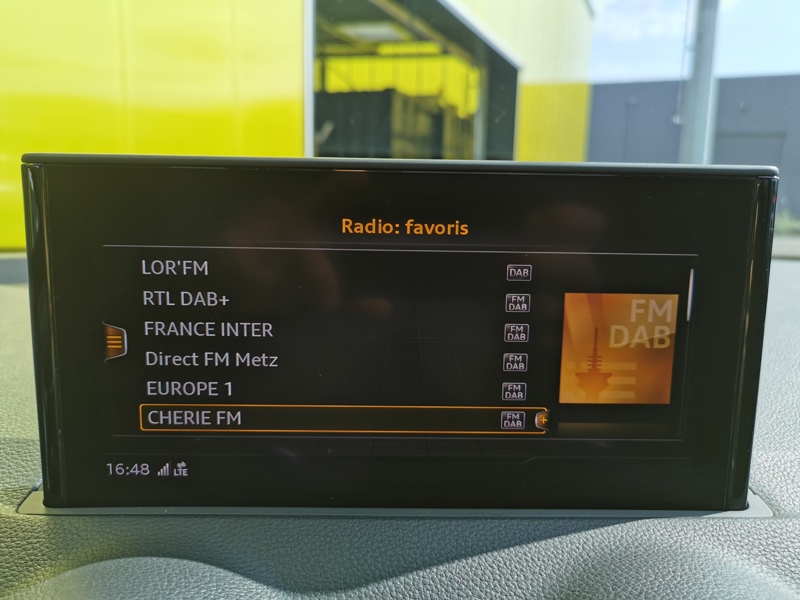 Radio: favoris
LOR'FM DAB
RTL DAB+ FM DAB
FRANCE INTER FM DAB
Direct FM Metz FM DAB
EUROPE 1 FM DAB
CHERIE FM FM DAB
FM
DAB
16:48 LTE